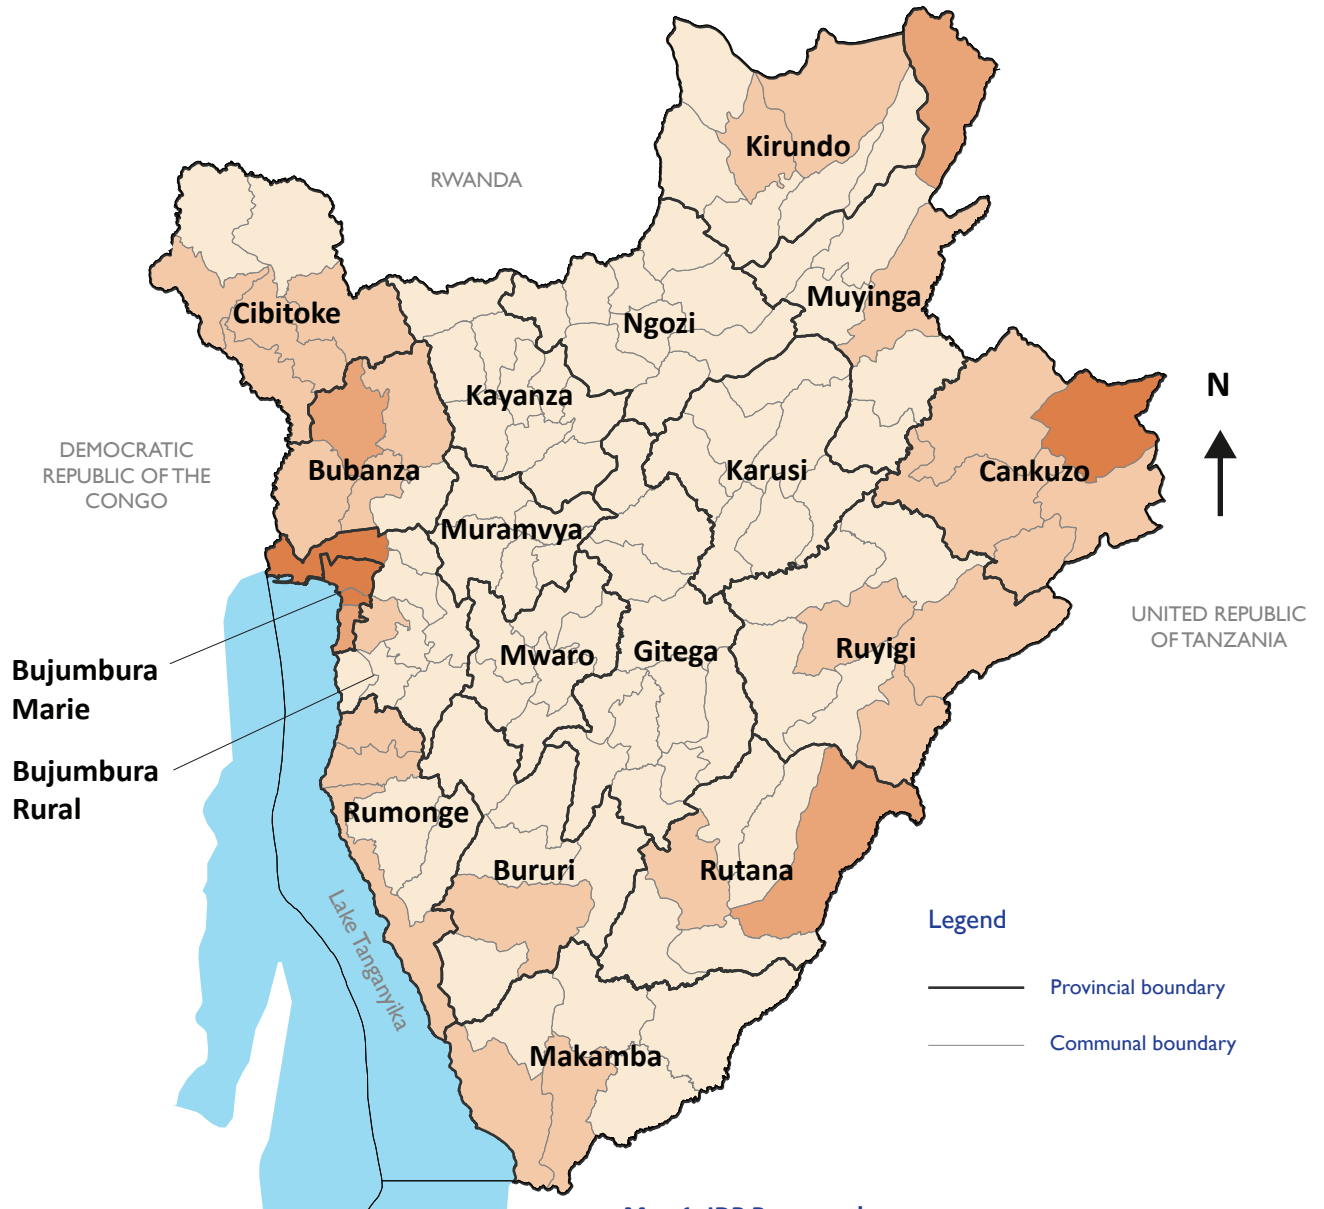 Kirundo
RWANDA
Cibitoke
Muyinga
Ngozi
N
Kayanza
DEMOCRATIC
REPUBLIC OF THE
CONGO
Bubanza
Karusi
Cankuzo
Muramvya
UNITED REPUBLIC
OF TANZANIA
Mwaro
Gitega
Ruyigi
Bujumbura
Marie
Bujumbura
Rural
Rumonge
Bururi
Rutana
Lake Tanganyika
Legend
Provincial boundary
Communal boundary
Makamba